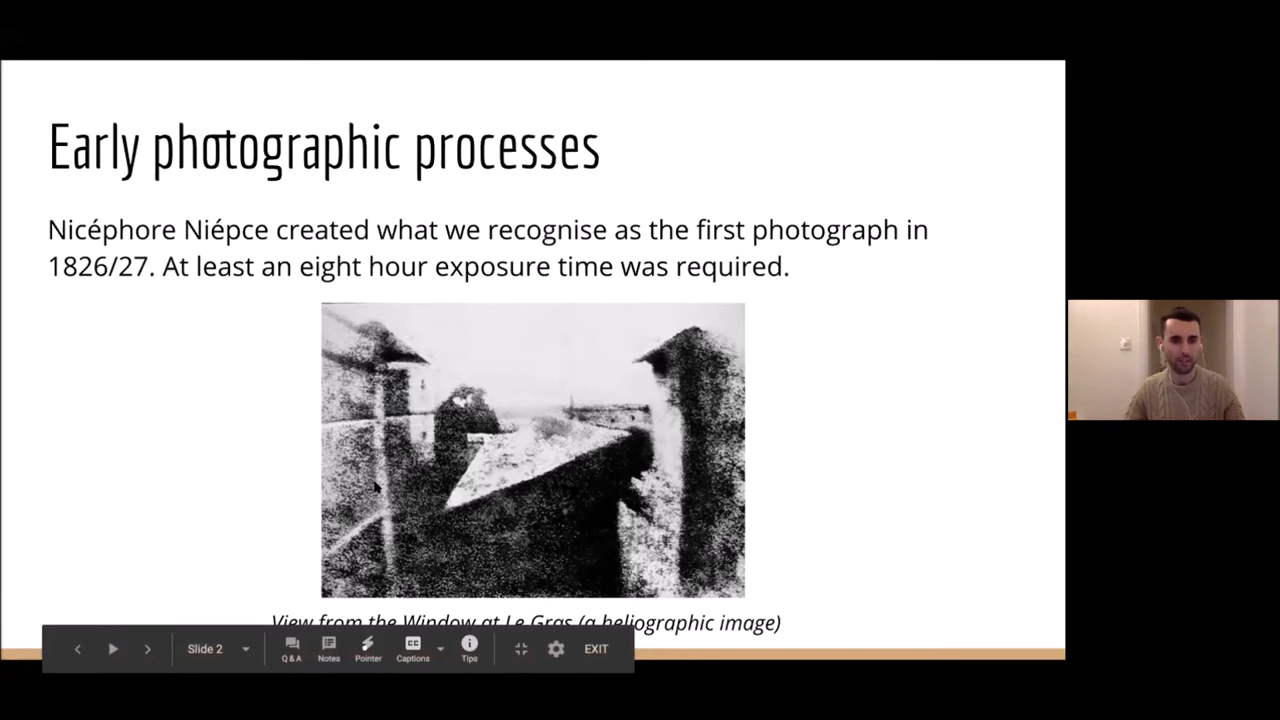 Early photographic processes
Nicéphore Niépce created what we recognise as the first photograph in
1826/27. At least an eight hour exposure time was required.
View from the Window at Le Gras (a heliographic image)
Slide 2
Q & A
Notes
Pointer
CC
Captions
Tips
EXIT